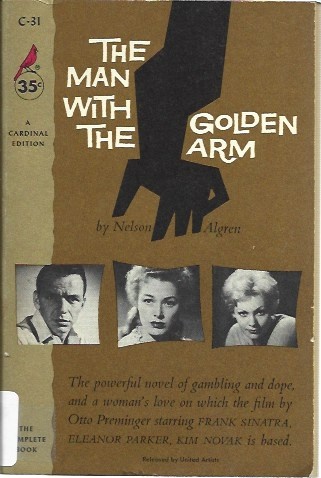 C-31
35¢
A
CARDINAL
EDITION
THE
MAN
WITH
THE
GOLDEN
ARM
by Nelson Algren
The powerful novel of gambling and dope,
and a woman's love on which the film by
Otto Preminger starring FRANK SINATRA,
ELEANOR PARKER, KIM NOVAK is based.
Released by United Artists
THE
MPLETE
BOOK